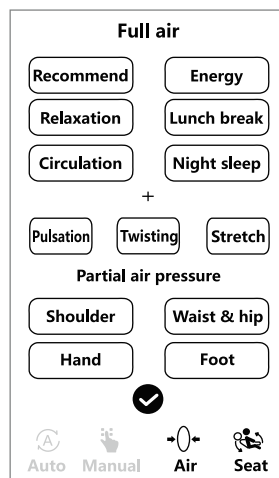 Full air
Recommend Energy
Relaxation Lunch break
Circulation Night sleep
+
Pulsation Twisting Stretch
Partial air pressure
Shoulder Waist & hip
Hand Foot
A
Auto Manual Air Seat